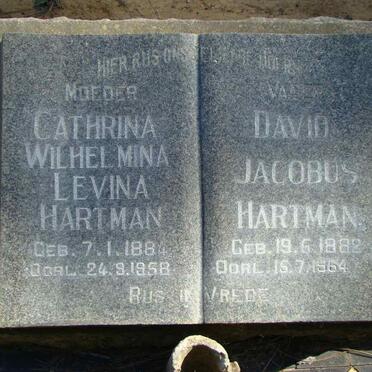 HIER RUS ONS
MOEDER
CATHRINA
WILHELMINA
LEVINA
HARTMAN
GEB. 7.1.1884
OORL. 24.9.1958
VADER
DAVID
JACOBUS
HARTMAN
GEB. 19.6.1882
OORL. 15.7.1964
RUS IN VREDE